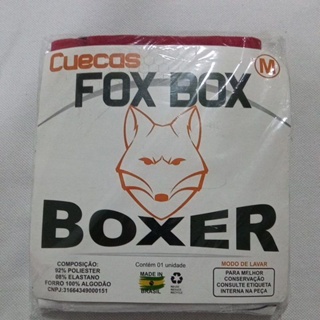 Cuecas
M
FOX BOX
BOXER
COMPOSIÇÃO:
92% POLIESTER
08% ELASTANO
FORRO 100% ALGODÃO
CNPJ:31664349000151
Contém 01 unidade
MADE IN
BRASIL
MODO DE LAVAR
PARA MELHOR
CONSERVAÇÃO
CONSULTE ETIQUETA
INTERNA NA PEÇA